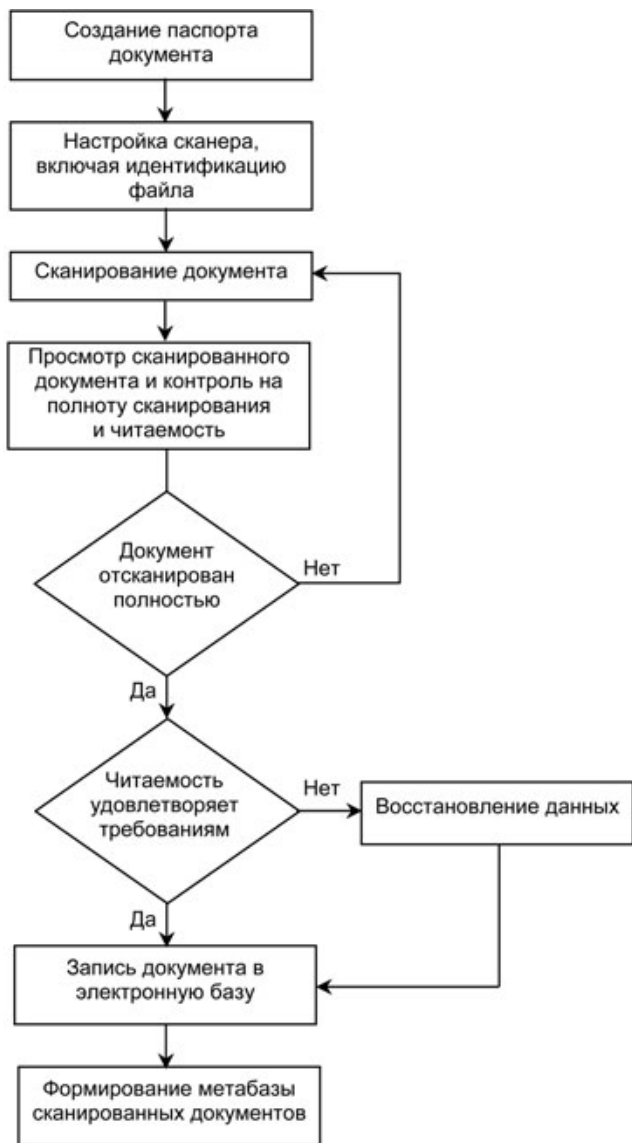 Создание паспорта
документа
Настройка сканера,
включая идентификацию
файла
Сканирование документа
Просмотр сканированного
документа и контроль на
полноту сканирования
и читаемость
Документ
отсканирован
полностью
Нет
Да
Читаемость
удовлетворяет
требованиям
Нет
Восстановление данных
Да
Запись документа в
электронную базу
Формирование метабазы
сканированных документов